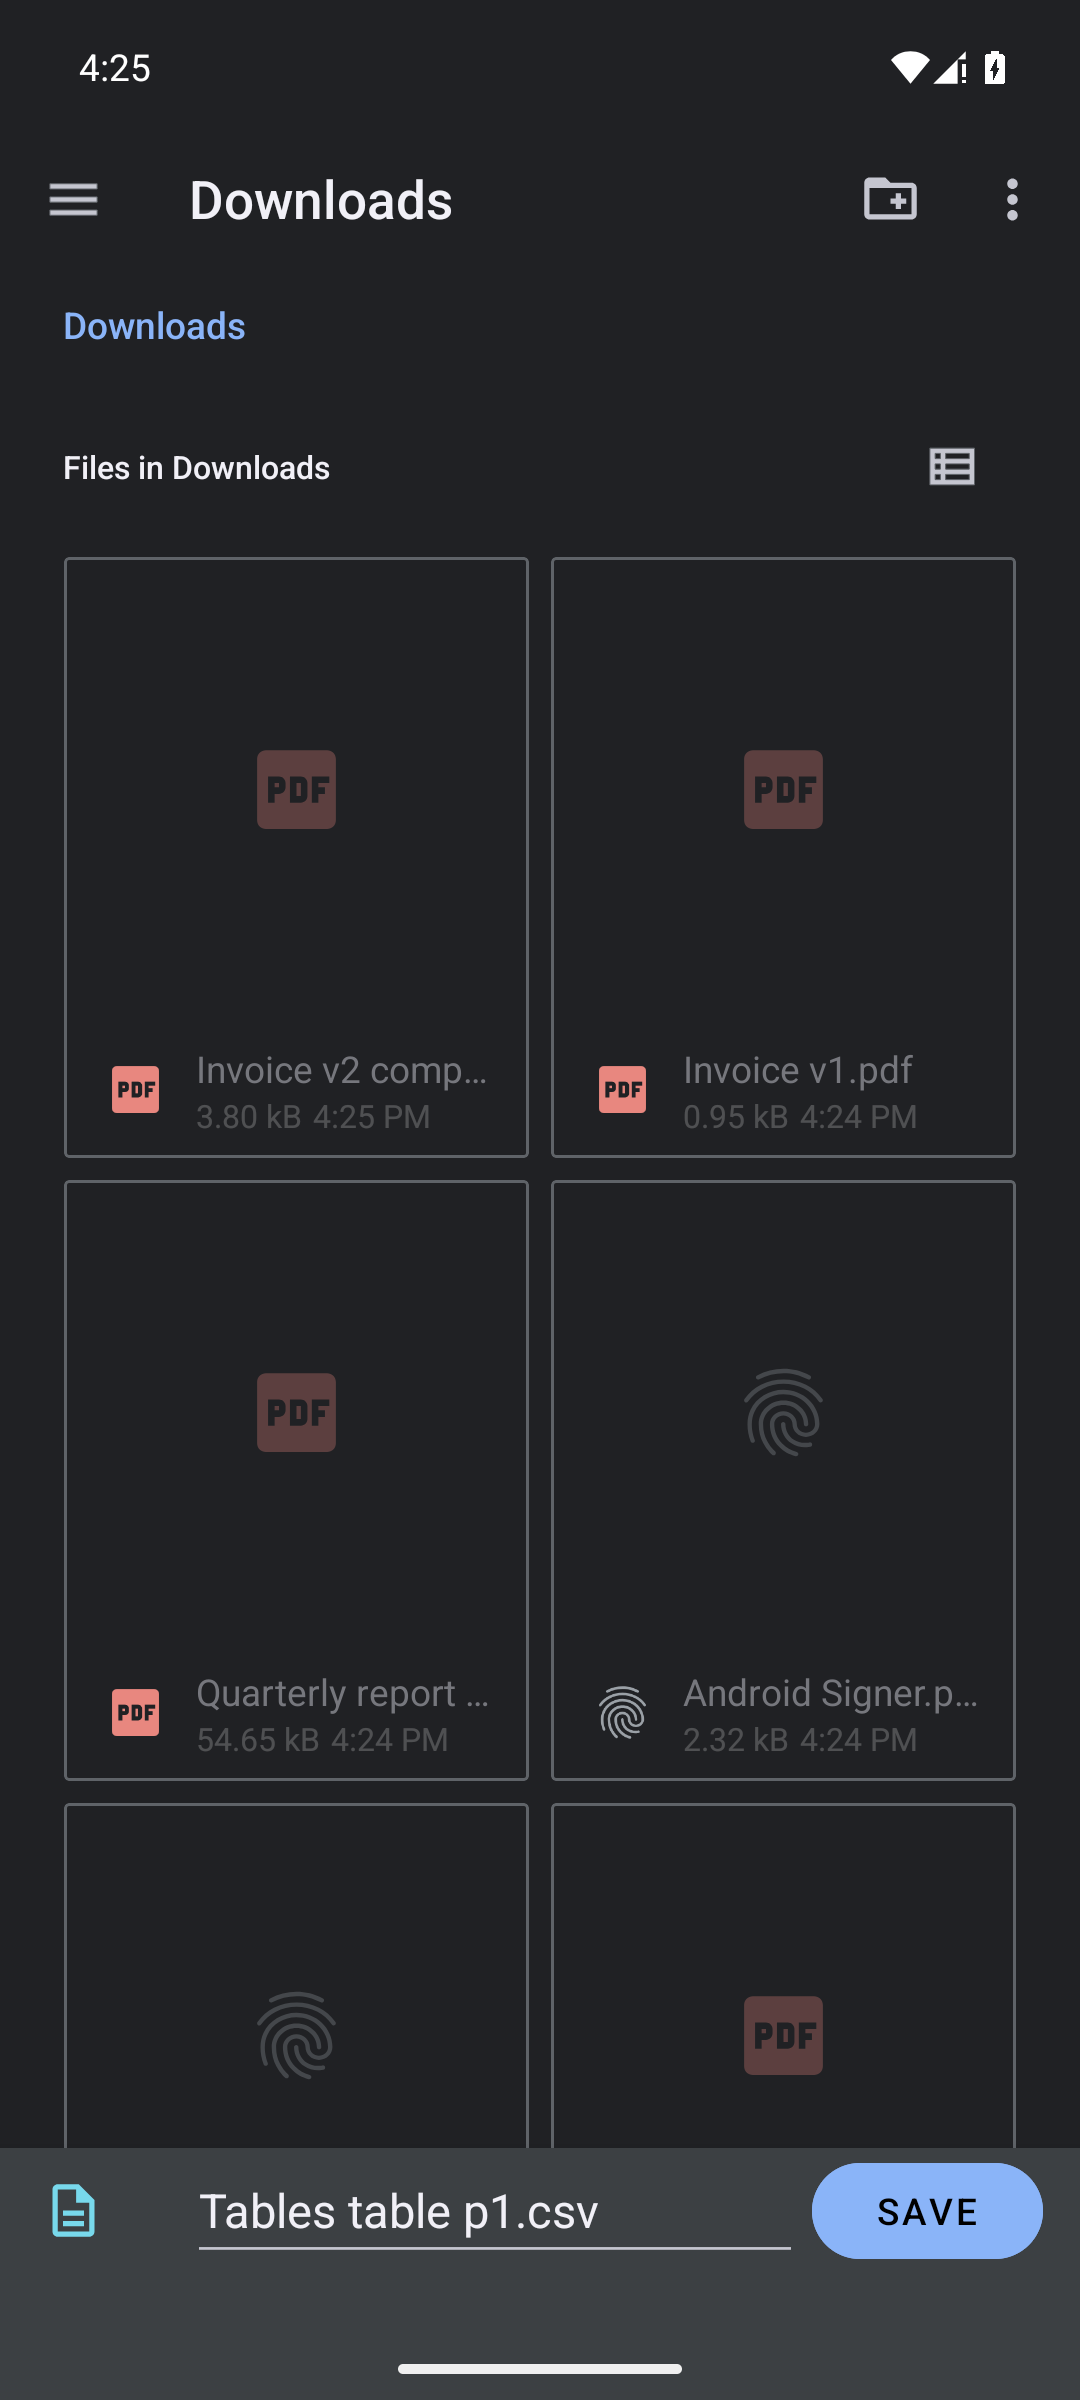 4:25
Downloads
Downloads
Files in Downloads
PDF
PDF
PDF Invoice v2 comp…
3.80 kB 4:25 PM
PDF Invoice v1.pdf
0.95 kB 4:24 PM
PDF
PDF Quarterly report …
54.65 kB 4:24 PM
Android Signer.p…
2.32 kB 4:24 PM
PDF
Tables table p1.csv
SAVE